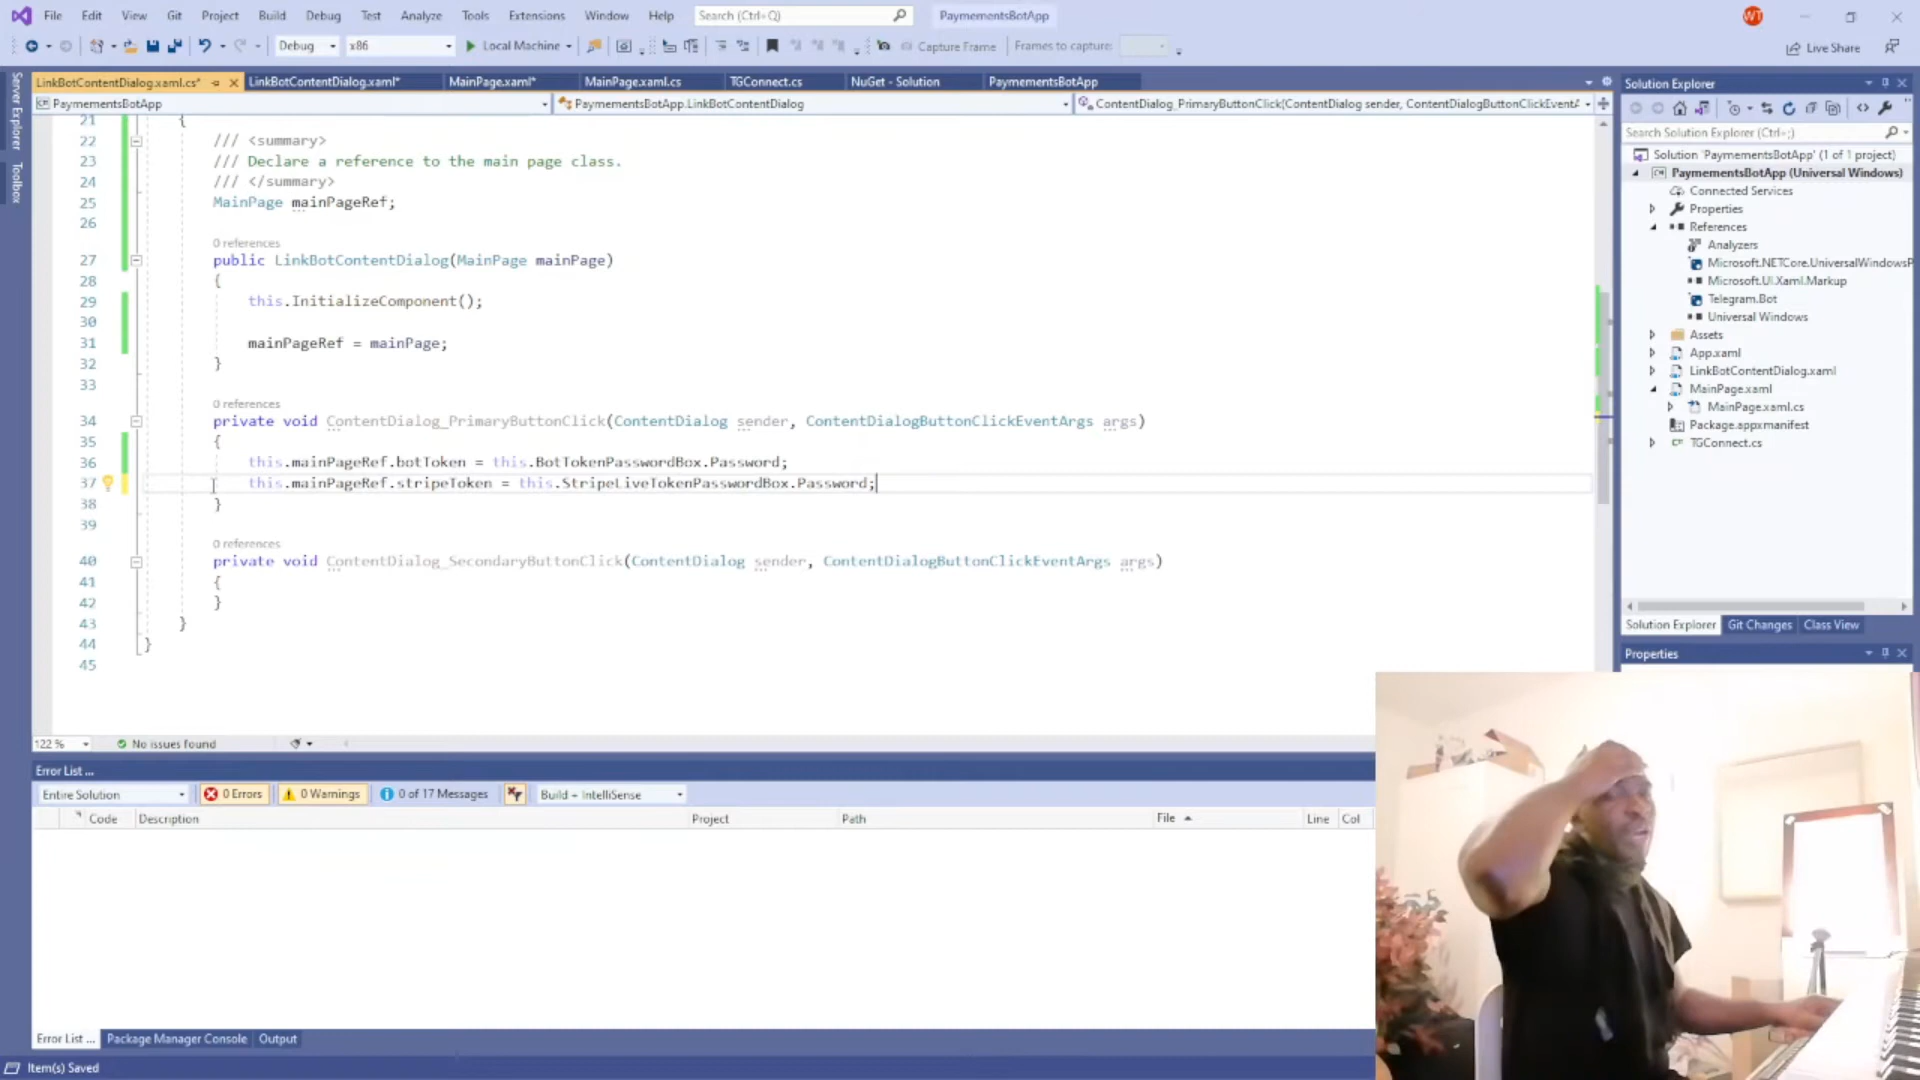 File Edit View Git Project Build Debug Test Analyze Tools Extensions Window Help Search (Ctrl+Q) PaymementsBotApp WT
Debug x86 Local Machine Capture Frame Frames to capture: Live Share
LinkBotContentDialog.xaml.cs* LinkBotContentDialog.xaml* MainPage.xaml* MainPage.xaml.cs TGConnect.cs NuGet - Solution PaymementsBotApp
PaymementsBotApp PaymementsBotApp.LinkBotContentDialog ContentDialog_PrimaryButtonClick(ContentDialog sender, ContentDialogButtonClickEventA
Server Explorer
Toolbox
21 {
22 /// <summary>
23 /// Declare a reference to the main page class.
24 /// </summary>
25 MainPage mainPageRef;
26
0 references
27 public LinkBotContentDialog(MainPage mainPage)
28 {
29 this.InitializeComponent();
30
31 mainPageRef = mainPage;
32 }
33
0 references
34 private void ContentDialog_PrimaryButtonClick(ContentDialog sender, ContentDialogButtonClickEventArgs args)
35 {
36 this.mainPageRef.botToken = this.BotTokenPasswordBox.Password;
37 this.mainPageRef.stripeToken = this.StripeLiveTokenPasswordBox.Password;
38 }
39
0 references
40 private void ContentDialog_SecondaryButtonClick(ContentDialog sender, ContentDialogButtonClickEventArgs args)
41 {
42 }
43 }
44 }
45
122 % No issues found
Error List ...
Entire Solution 0 Errors 0 Warnings 0 of 17 Messages Build + IntelliSense
Code Description Project Path File Line Col
Error List ... Package Manager Console Output
Item(s) Saved
Solution Explorer
Search Solution Explorer (Ctrl+;)
Solution 'PaymementsBotApp' (1 of 1 project)
PaymementsBotApp (Universal Windows)
Connected Services
Properties
References
Analyzers
Microsoft.NETCore.UniversalWindowsP
Microsoft.UI.Xaml.Markup
Telegram.Bot
Universal Windows
Assets
App.xaml
LinkBotContentDialog.xaml
MainPage.xaml
MainPage.xaml.cs
Package.appxmanifest
TGConnect.cs
Solution Explorer Git Changes Class View
Properties